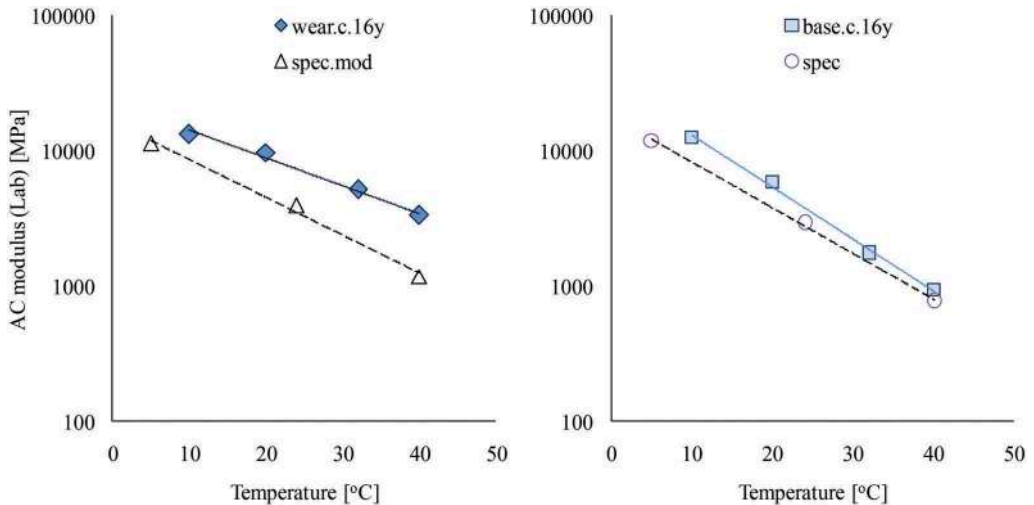 AC modulus (Lab) [MPa]
100000
10000
1000
100
0
10
20
30
40
50
Temperature [°C]
wear.c.16y
spec.mod
100000
10000
1000
100
0
10
20
30
40
50
Temperature [°C]
base.c.16y
spec